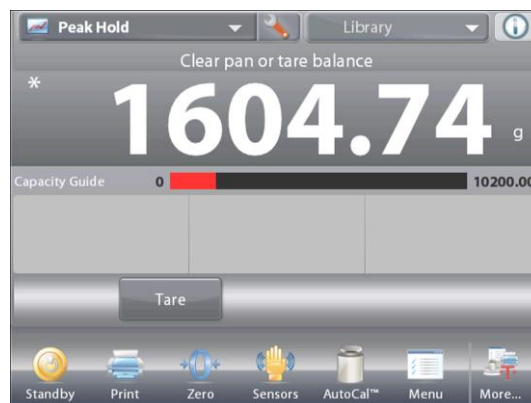 Peak Hold
Library
Clear pan or tare balance
* 1604.74 g
Capacity Guide 0 10200.00
Tare
Standby Print Zero Sensors AutoCal™ Menu More...